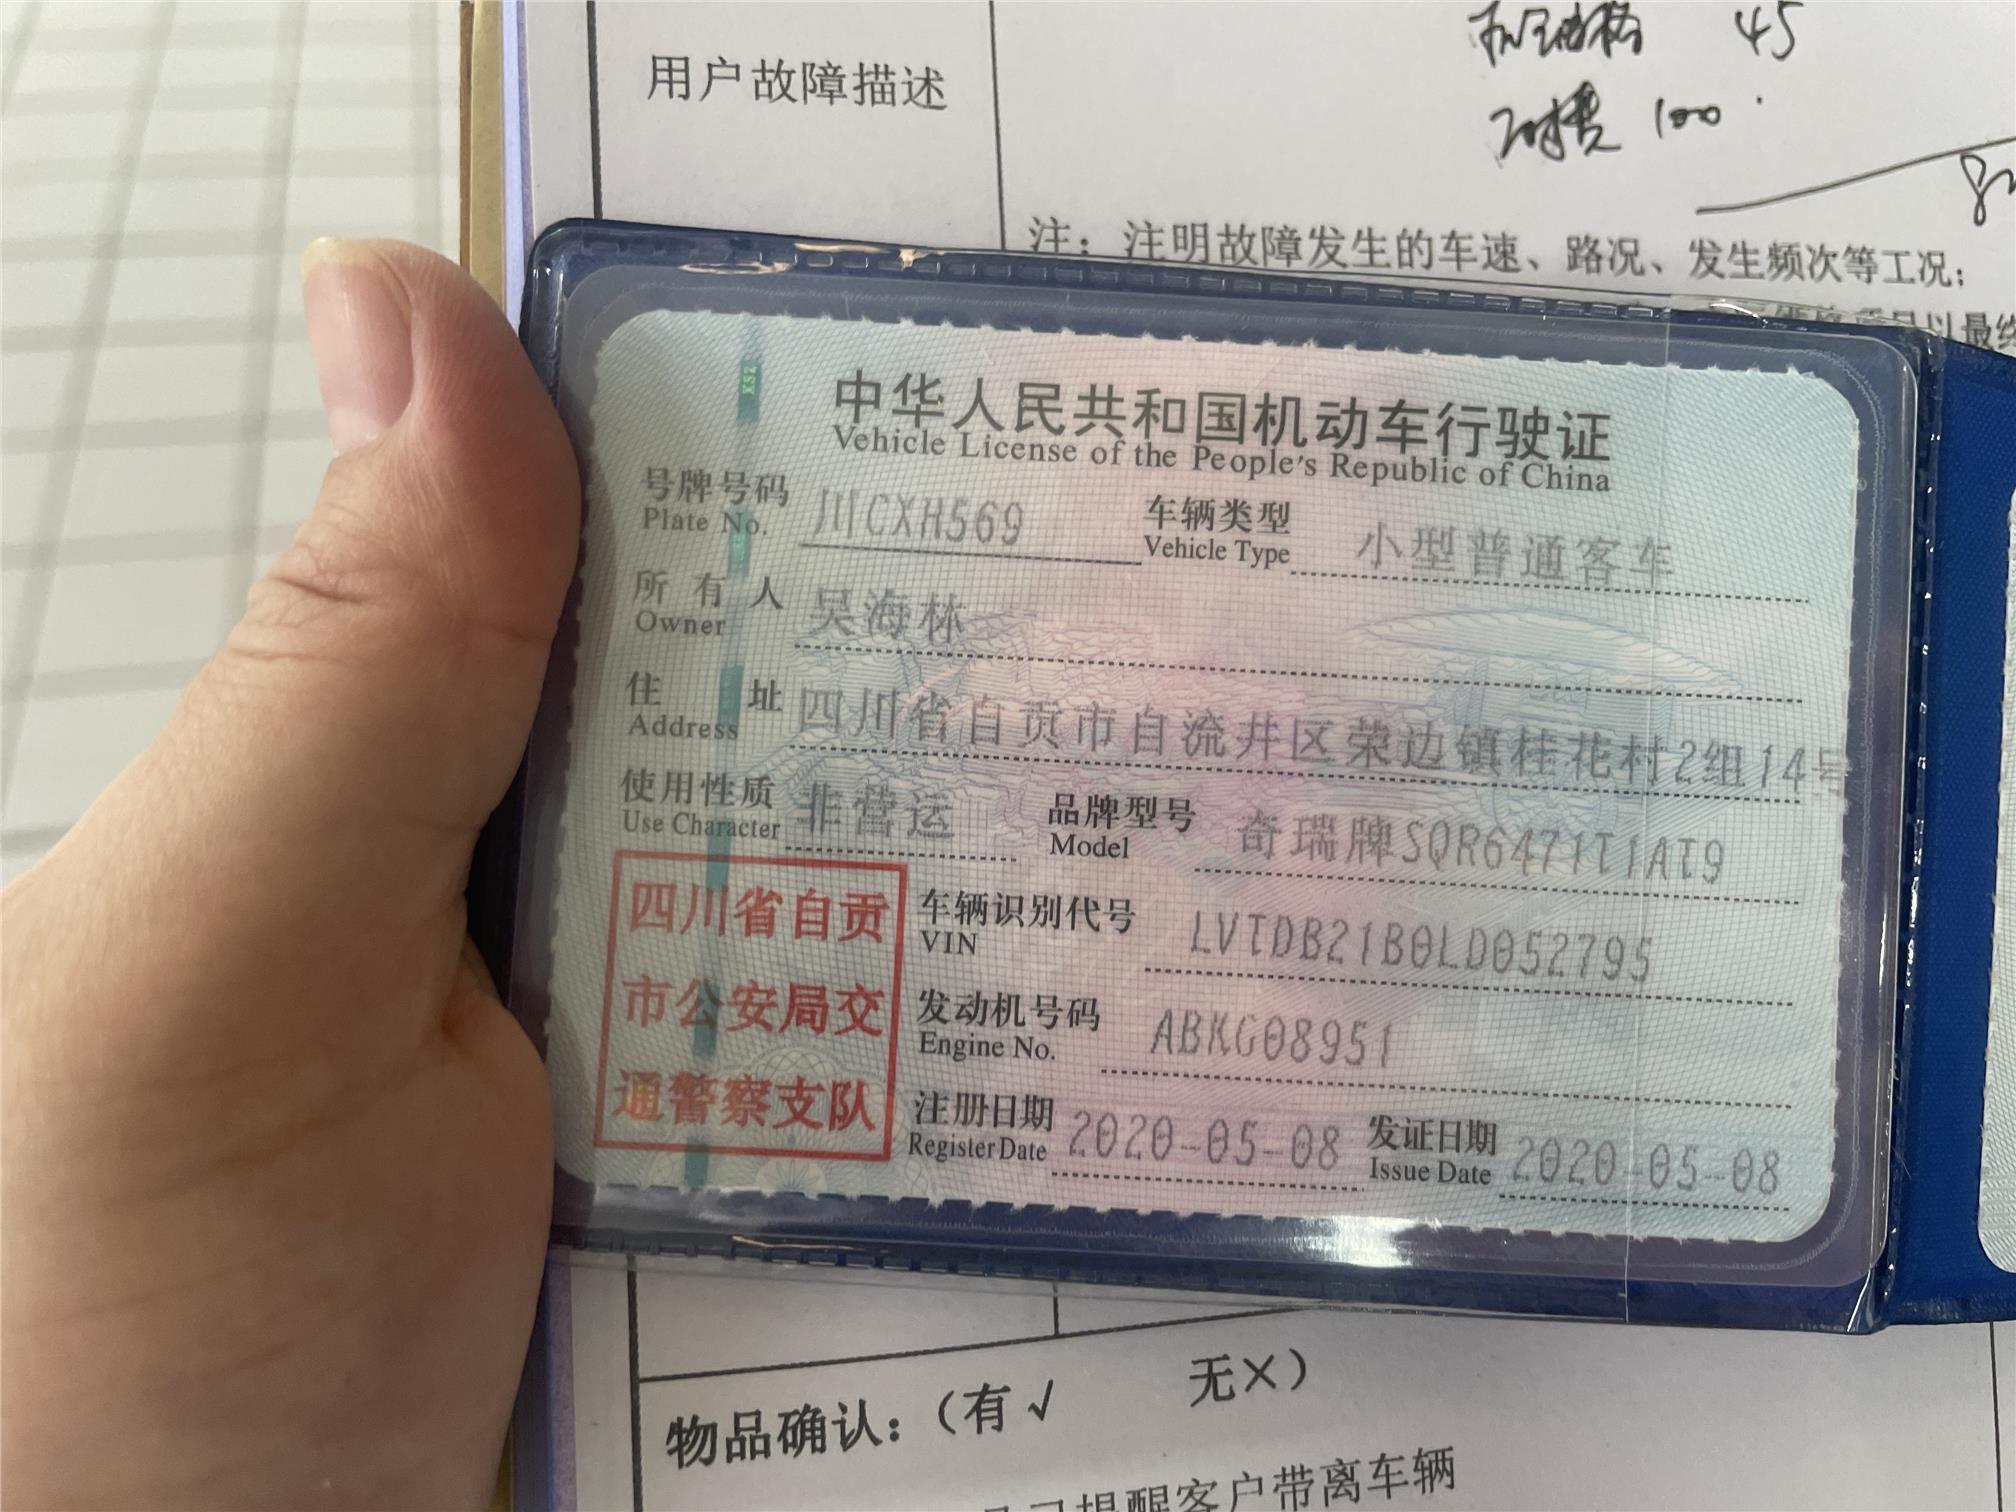 45
用户故障描述
100
注：注明故障发生的车速、路况、发生频次等工况；
以最终
XSZ
中华人民共和国机动车行驶证
Vehicle License of the People's Republic of China
号牌号码 川CXH569 车辆类型 小型普通客车
Plate No. Vehicle Type
所有人 吴海林
Owner
住址 四川省自贡市自流井区荣边镇桂花村2组14号
Address
使用性质 非营运 品牌型号 奇瑞牌SQR6471T1AT9
Use Character Model
四川省自贡
市公安局交
通警察支队
车辆识别代号 LVTDB21B0LD052795
VIN
发动机号码 ABKG08951
Engine No.
注册日期 2020-05-08 发证日期 2020-05-08
Register Date Issue Date
物品确认：（有√ 无×）
提醒客户带离车辆